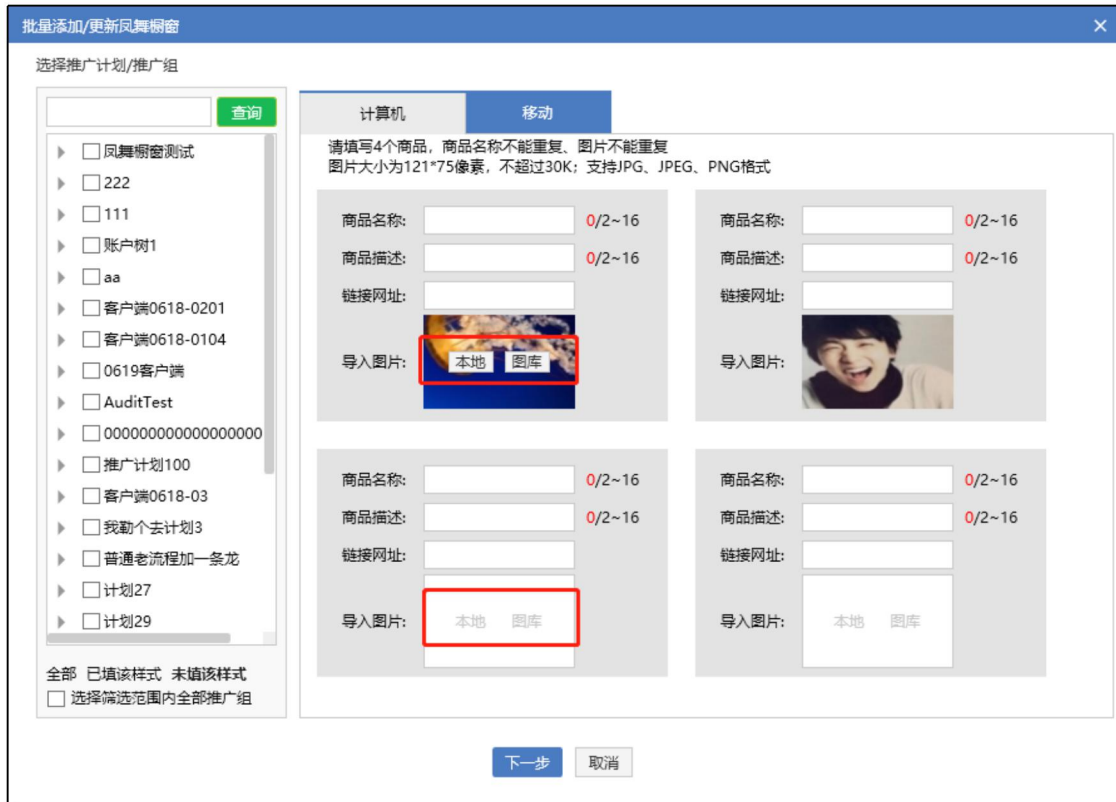 批量添加/更新凤舞橱窗
选择推广计划/推广组
查询
凤舞橱窗测试
222
111
账户树1
aa
客户端0618-0201
客户端0618-0104
0619客户端
AuditTest
000000000000000000
推广计划100
客户端0618-03
我勒个去计划3
普通老流程加一条龙
计划27
计划29
全部 已填该样式 未填该样式
选择筛选范围内全部推广组
计算机 移动
请填写4个商品，商品名称不能重复、图片不能重复
图片大小为121*75像素，不超过30K；支持JPG、JPEG、PNG格式
商品名称: 0/2~16
商品描述: 0/2~16
链接网址:
导入图片: 本地 图库
商品名称: 0/2~16
商品描述: 0/2~16
链接网址:
导入图片:
商品名称: 0/2~16
商品描述: 0/2~16
链接网址:
导入图片: 本地 图库
商品名称: 0/2~16
商品描述: 0/2~16
链接网址:
导入图片: 本地 图库
下一步 取消